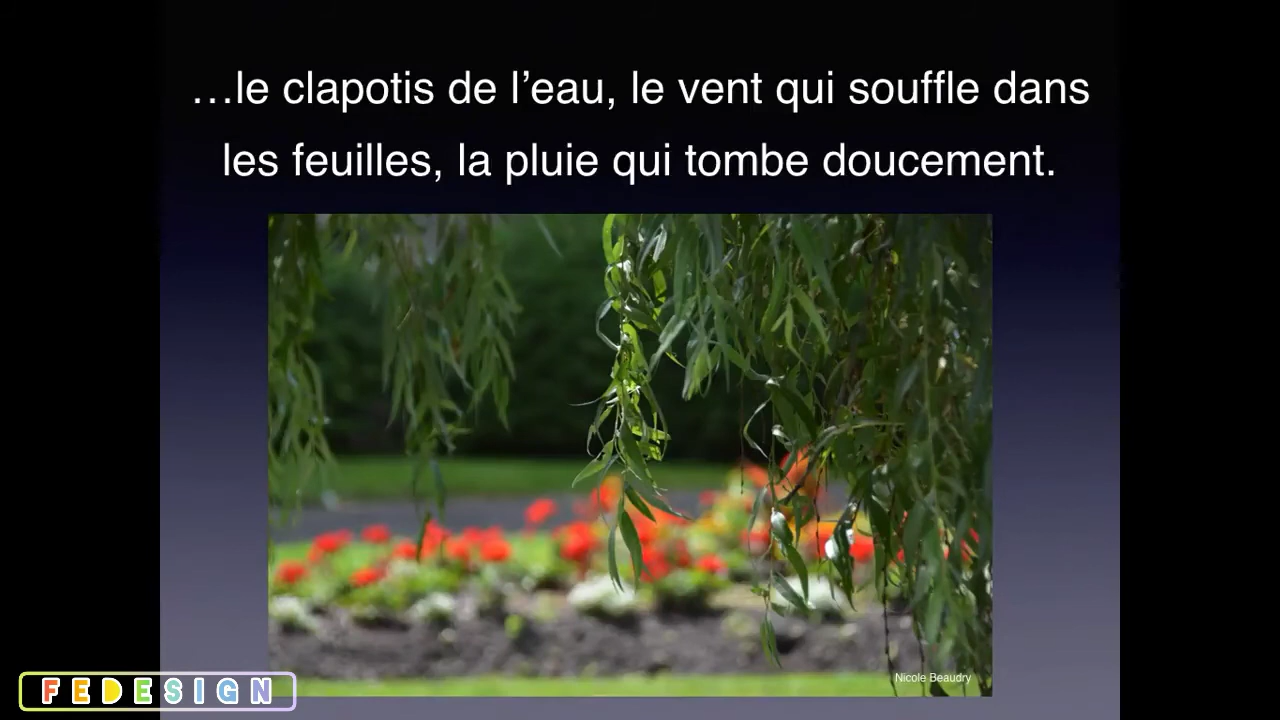 …le clapotis de l’eau, le vent qui souffle dans
les feuilles, la pluie qui tombe doucement.
Nicole Beaudry
FEDESIGN